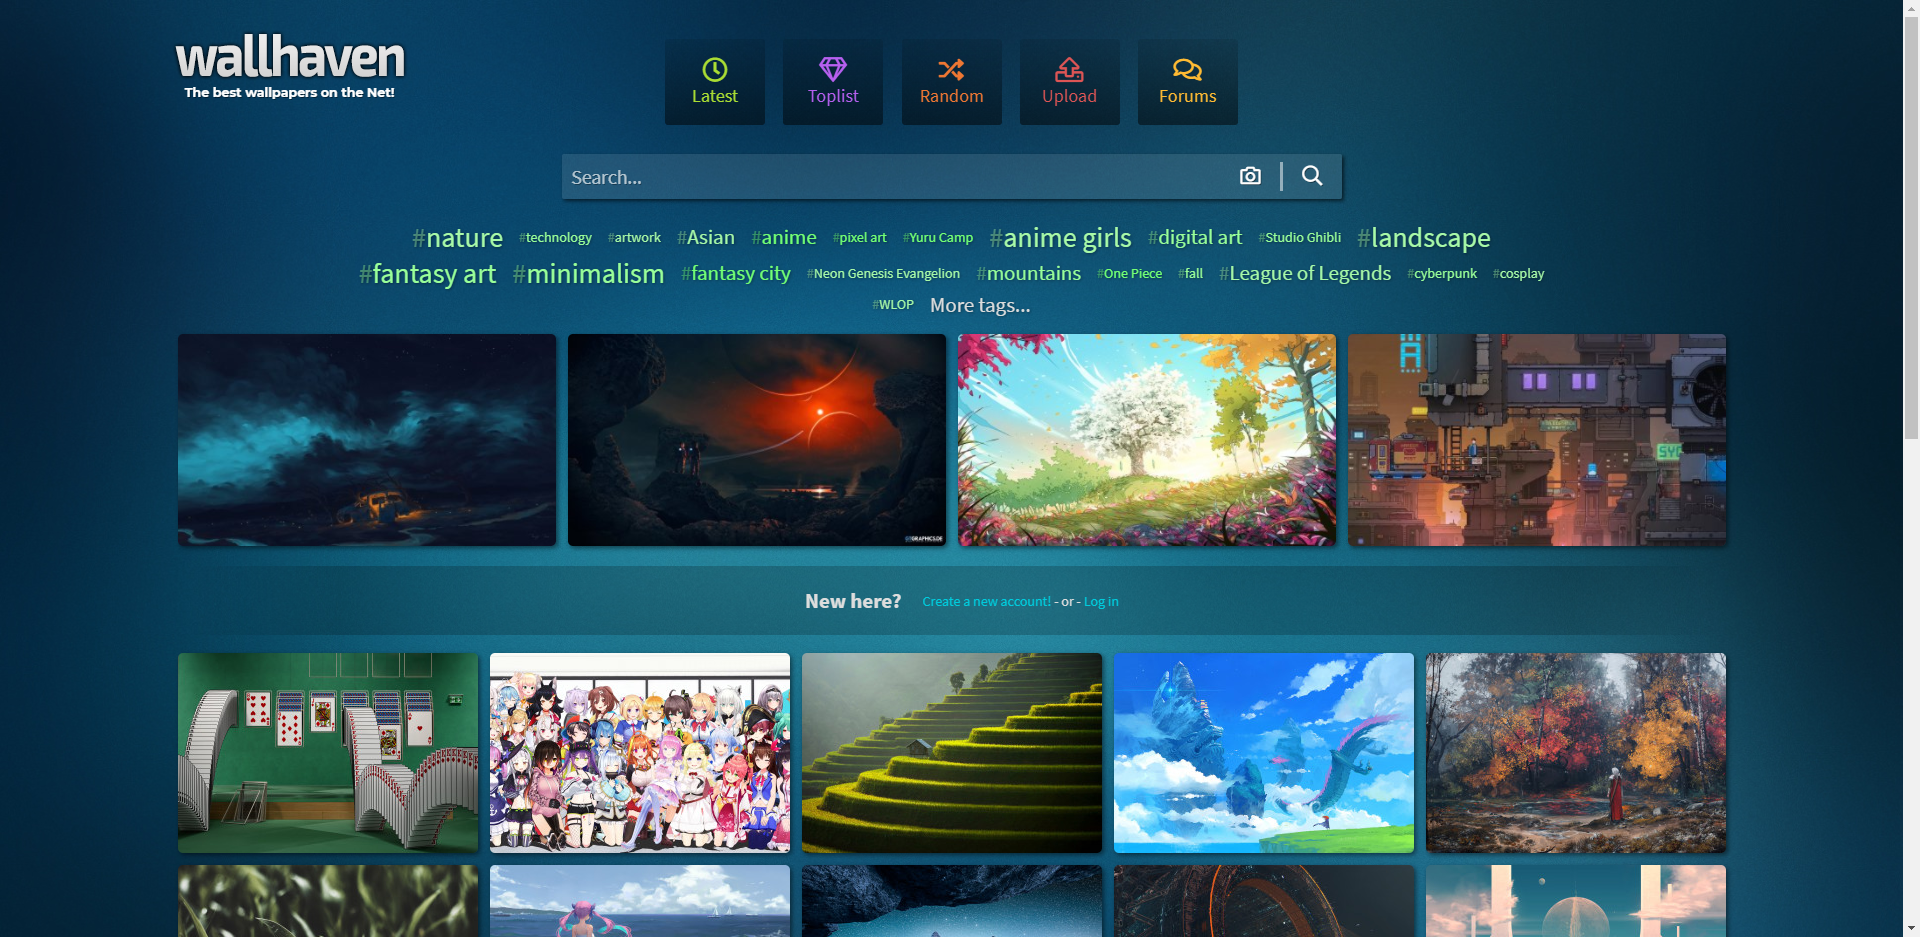 wallhaven
The best wallpapers on the Net!
Latest
Toplist
Random
Upload
Forums
Search...
#nature #technology #artwork #Asian #anime #pixel art #Yuru Camp #anime girls #digital art #Studio Ghibli #landscape
#fantasy art #minimalism #fantasy city #Neon Genesis Evangelion #mountains #One Piece #fall #League of Legends #cyberpunk #cosplay
#WLOP More tags...
A
SYC
New here? Create a new account! - or - Log in